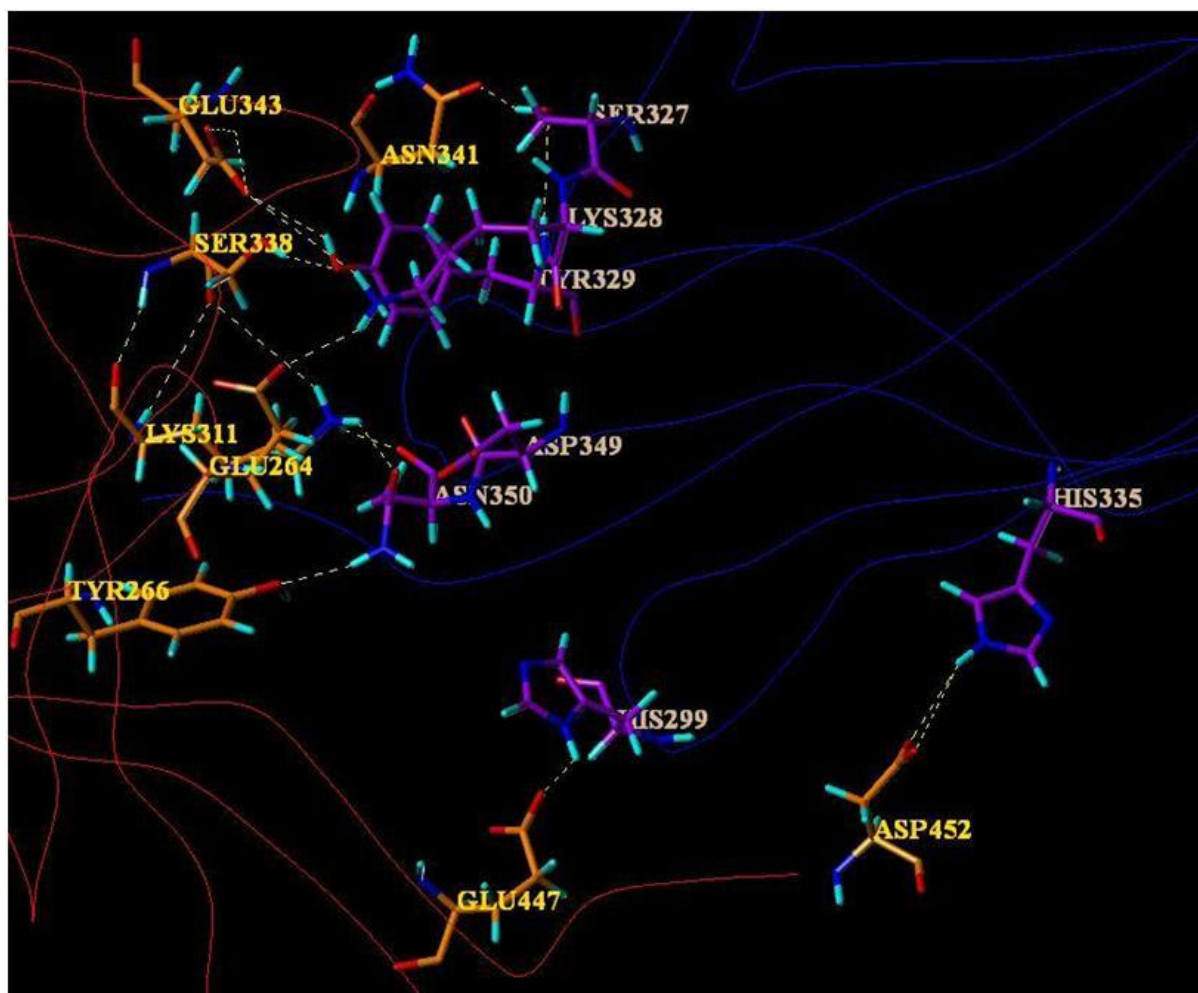 GLU343
SER327
ASN341
LYS328
SER338
TYR329
LYS311
ASP349
GLU264
ASN350
HIS335
TYR266
HIS299
ASP452
GLU447